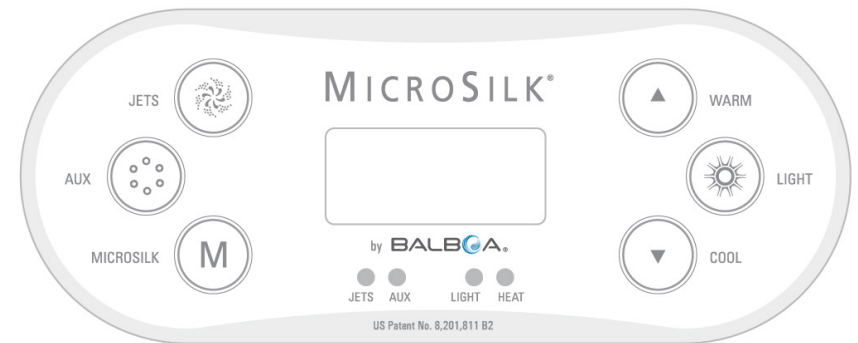 JETS
MICROSILK®
WARM
AUX
LIGHT
MICROSILK
M
by BALBOA®
COOL
JETS AUX LIGHT HEAT
US Patent No. 8,201,811 B2